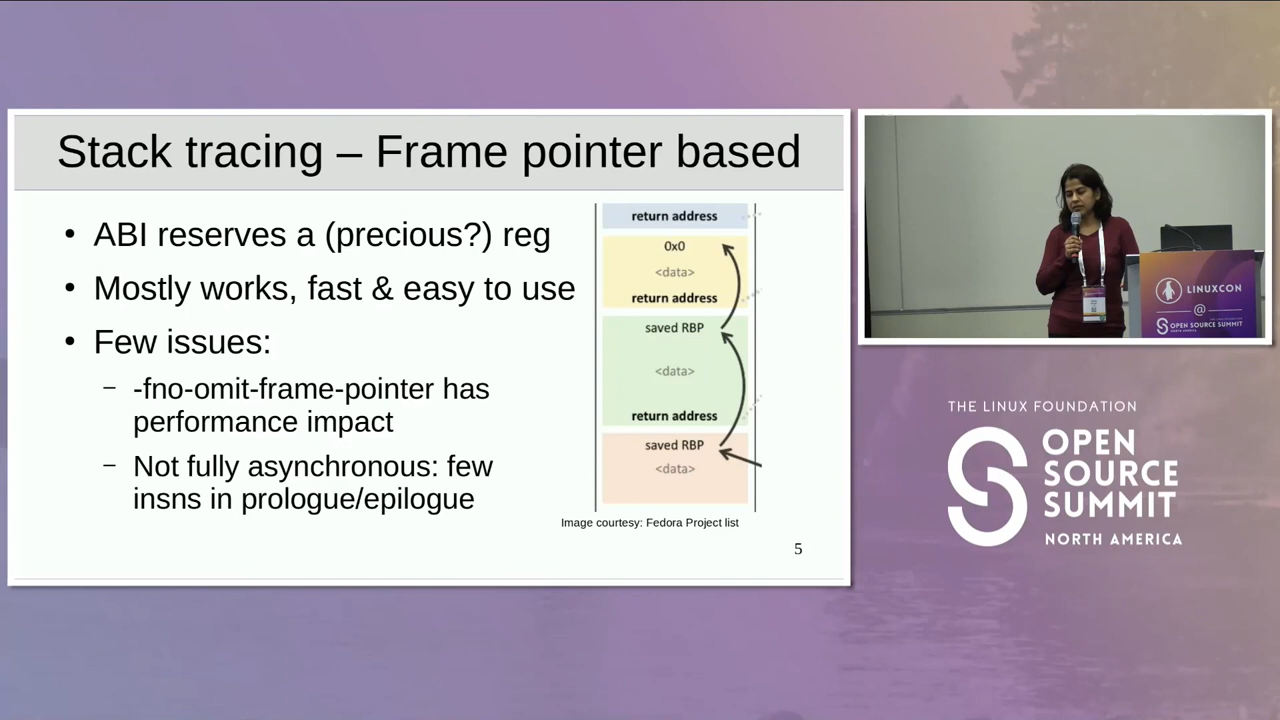 Stack tracing – Frame pointer based
• ABI reserves a (precious?) reg
• Mostly works, fast & easy to use
• Few issues:
– -fno-omit-frame-pointer has
performance impact
– Not fully asynchronous: few
insns in prologue/epilogue
return address
0x0
<data>
return address
saved RBP
<data>
return address
saved RBP
<data>
Image courtesy: Fedora Project list
5
LINUXCON
@
OPEN SOURCE SUMMIT
THE LINUX FOUNDATION
OPEN
SOURCE
SUMMIT
NORTH AMERICA